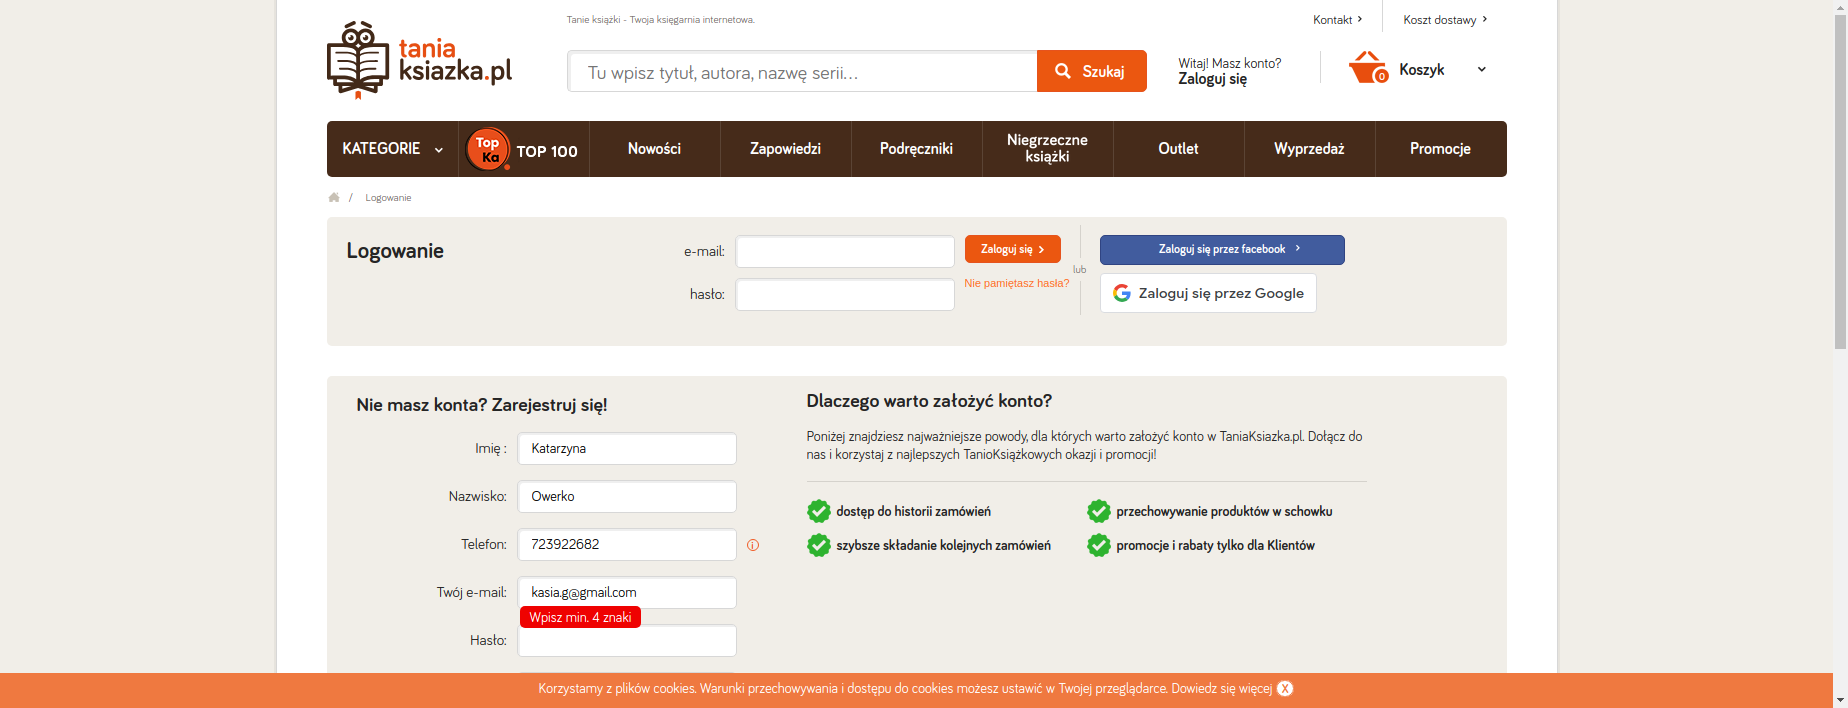 Tanie książki - Twoja księgarnia internetowa.
Kontakt
Koszt dostawy
tania
ksiazka.pl
Tu wpisz tytuł, autora, nazwę serii...
Szukaj
Witaj! Masz konto?
Zaloguj się
0
Koszyk
KATEGORIE
Top
Ka
TOP 100
Nowości
Zapowiedzi
Podręczniki
Niegrzeczne
książki
Outlet
Wyprzedaż
Promocje
/ Logowanie
Logowanie
e-mail:
Zaloguj się
Zaloguj się przez facebook
lub
hasło:
Nie pamiętasz hasła?
Zaloguj się przez Google
Nie masz konta? Zarejestruj się!
Imię :
Katarzyna
Nazwisko:
Owerko
Telefon:
723922682
Twój e-mail:
kasia.g@gmail.com
Wpisz min. 4 znaki
Hasło:
Dlaczego warto założyć konto?
Poniżej znajdziesz najważniejsze powody, dla których warto założyć konto w TaniaKsiazka.pl. Dołącz do
nas i korzystaj z najlepszych TanioKsiążkowych okazji i promocji!
dostęp do historii zamówień
przechowywanie produktów w schowku
szybsze składanie kolejnych zamówień
promocje i rabaty tylko dla Klientów
Korzystamy z plików cookies. Warunki przechowywania i dostępu do cookies możesz ustawić w Twojej przeglądarce. Dowiedz się więcej X